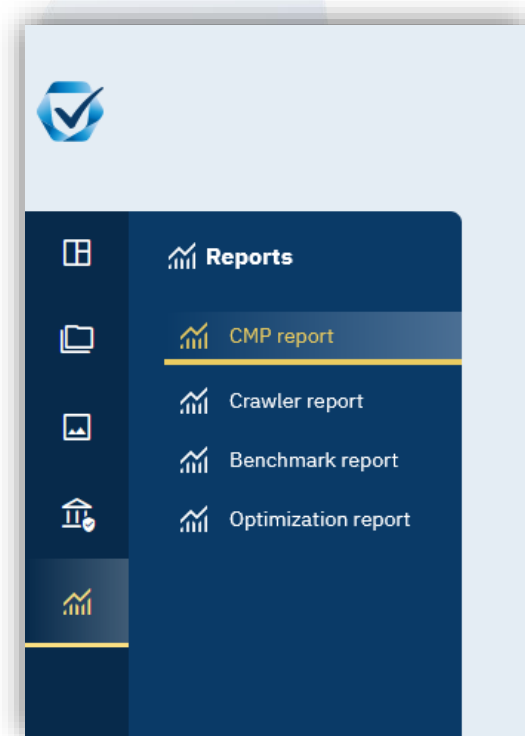 Reports
CMP report
Crawler report
Benchmark report
Optimization report